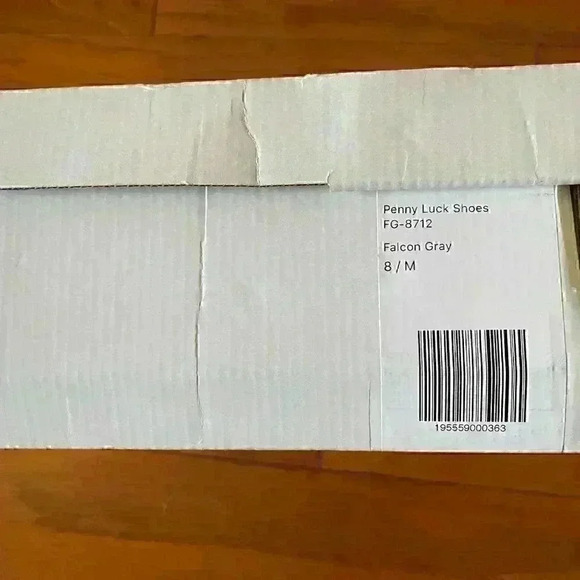 Penny Luck Shoes
FG-8712
Falcon Gray
8 / M
195559000363